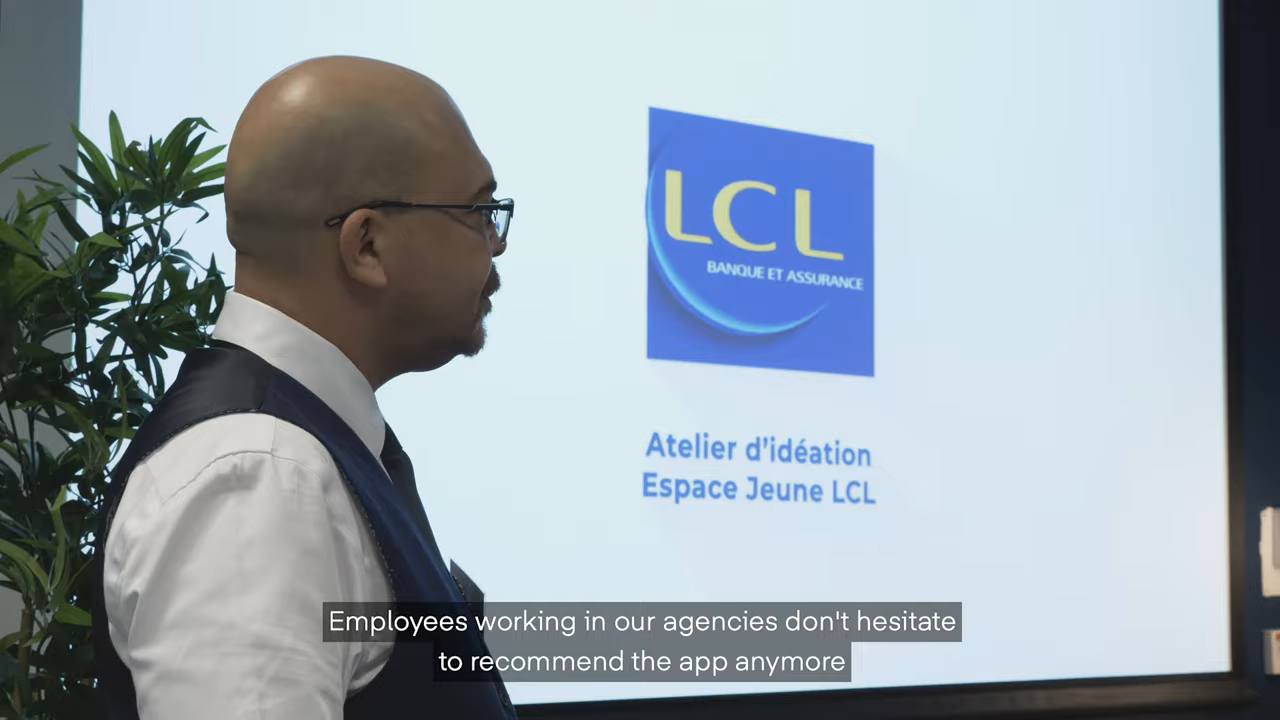 LCL
BANQUE ET ASSURANCE
Atelier d'idéation
Espace Jeune LCL
Employees working in our agencies don't hesitate
to recommend the app anymore